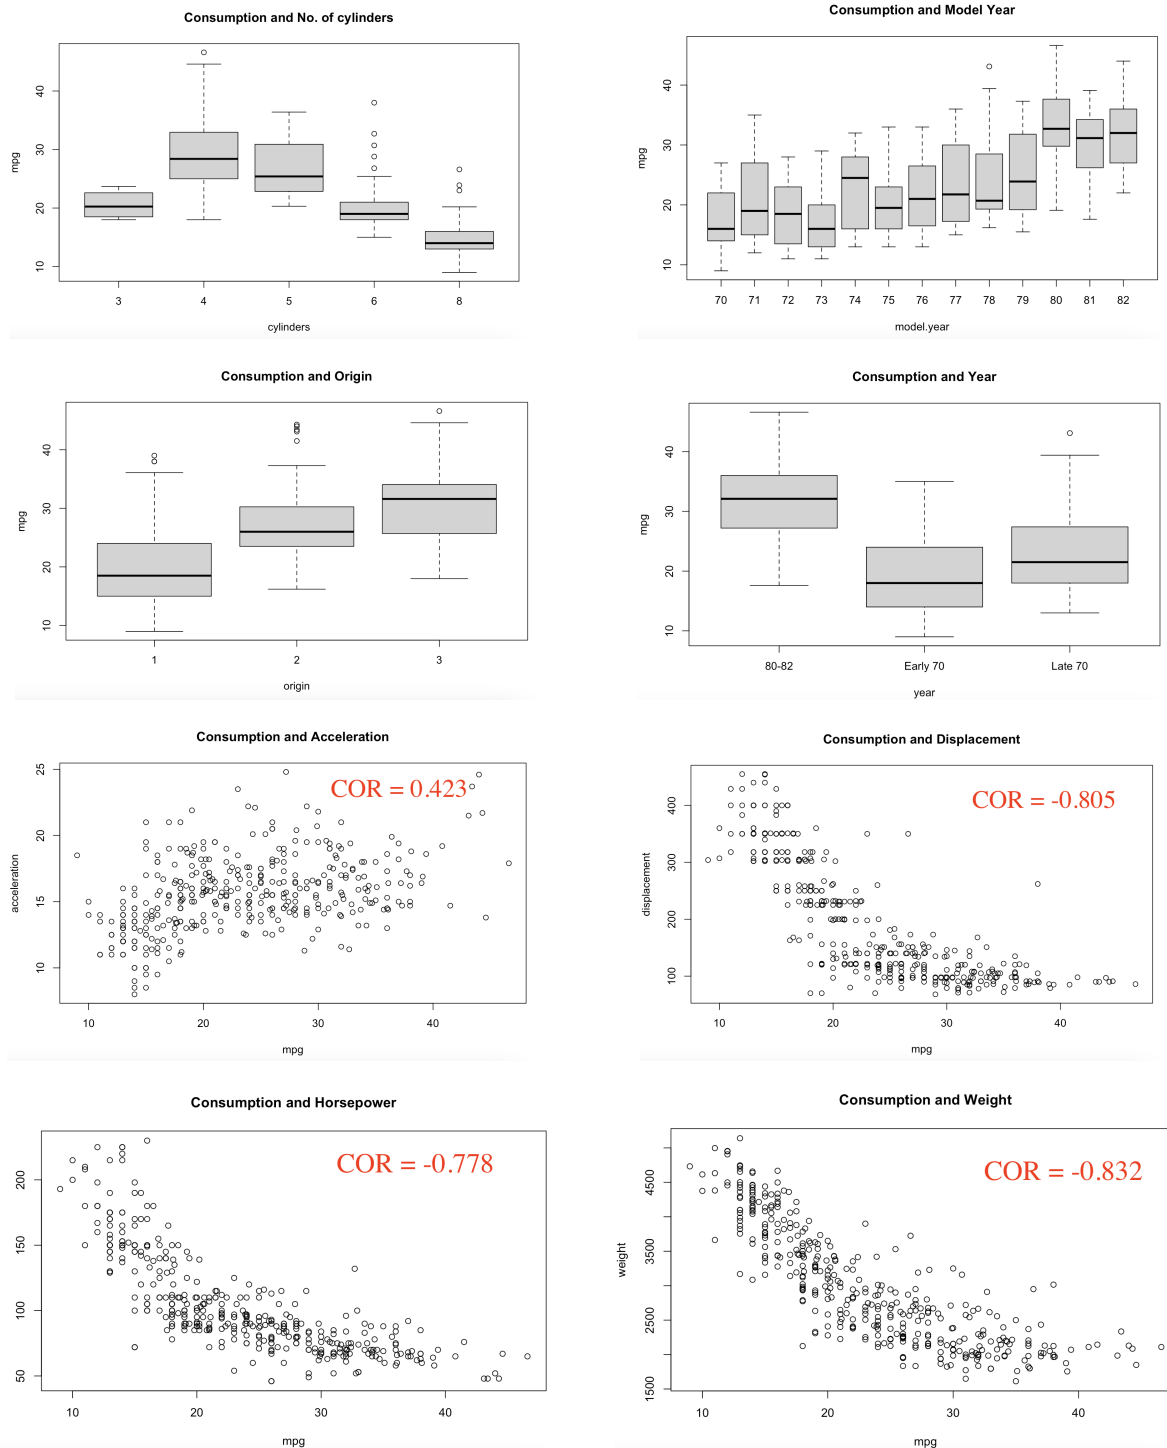 Consumption and No. of cylinders
mpg
40
30
20
10
3 4 5 6 8
cylinders
Consumption and Model Year
mpg
40
30
20
10
70 71 72 73 74 75 76 77 78 79 80 81 82
model.year
Consumption and Origin
mpg
40
30
20
10
1 2 3
origin
Consumption and Year
mpg
40
30
20
10
80-82 Early 70 Late 70
year
Consumption and Acceleration
COR = 0.423
acceleration
25
20
15
10
10 20 30 40
mpg
Consumption and Displacement
COR = -0.805
displacement
400
300
200
100
10 20 30 40
mpg
Consumption and Horsepower
COR = -0.778
200
150
100
50
10 20 30
mpg
Consumption and Weight
COR = -0.832
weight
4500
3500
2500
1500
10 20 30 40
mpg